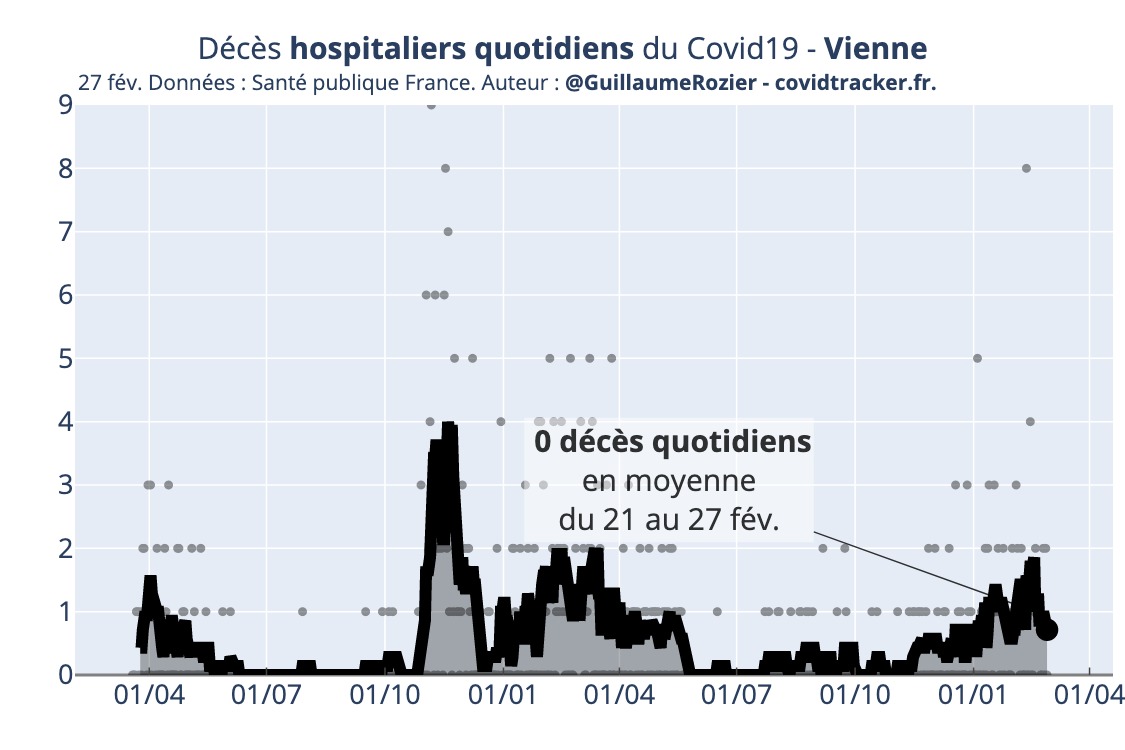 Décès hospitaliers quotidiens du Covid19 - Vienne
27 fév. Données : Santé publique France. Auteur : @GuillaumeRozier - covidtracker.fr.
9
8
7
6
5
4
3
2
1
0
0 décès quotidiens
en moyenne
du 21 au 27 fév.
01/04 01/07 01/10 01/01 01/04 01/07 01/10 01/01 01/04